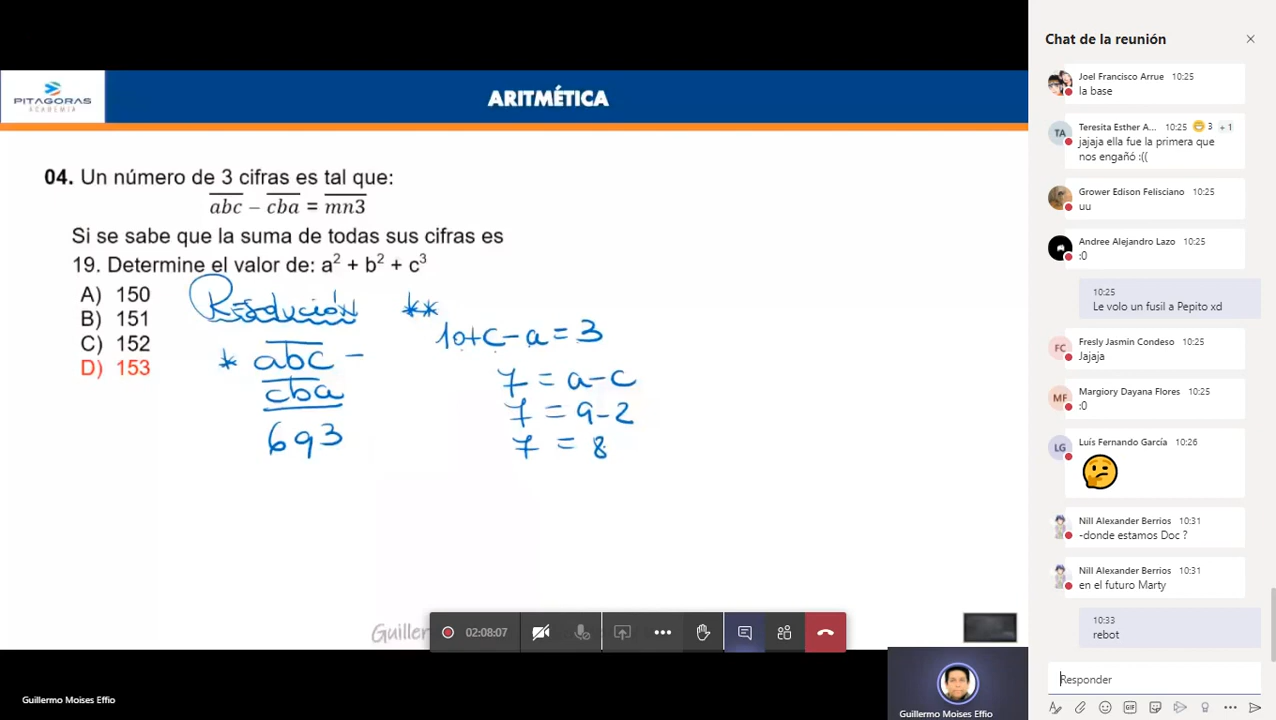 PITAGORAS
ACADEMIA
ARITMÉTICA
04. Un número de 3 cifras es tal que:
abc − cba = mn3
Si se sabe que la suma de todas sus cifras es
19. Determine el valor de: a² + b² + c³
A) 150
B) 151
C) 152
D) 153
Resolución
* abc −
cba
693
**
10+c−a=3
7 = a−c
7 = 9−2
7 = 8
Guiller
02:08:07
Guillermo Moises Effio
Guillermo Moises Effio
Chat de la reunión
Joel Francisco Arrue 10:25
la base
TA
Teresita Esther A... 10:25 3 +1
jajaja ella fue la primera que
nos engañó :((
Grower Edison Felisciano 10:25
uu
Andree Alejandro Lazo 10:25
:0
10:25
Le volo un fusil a Pepito xd
FC
Fresly Jasmin Condeso 10:25
Jajaja
MF
Margiory Dayana Flores 10:25
:0
LG
Luís Fernando García 10:26
Nill Alexander Berrios 10:31
-donde estamos Doc ?
Nill Alexander Berrios 10:31
en el futuro Marty
10:33
rebot
Responder
GIF